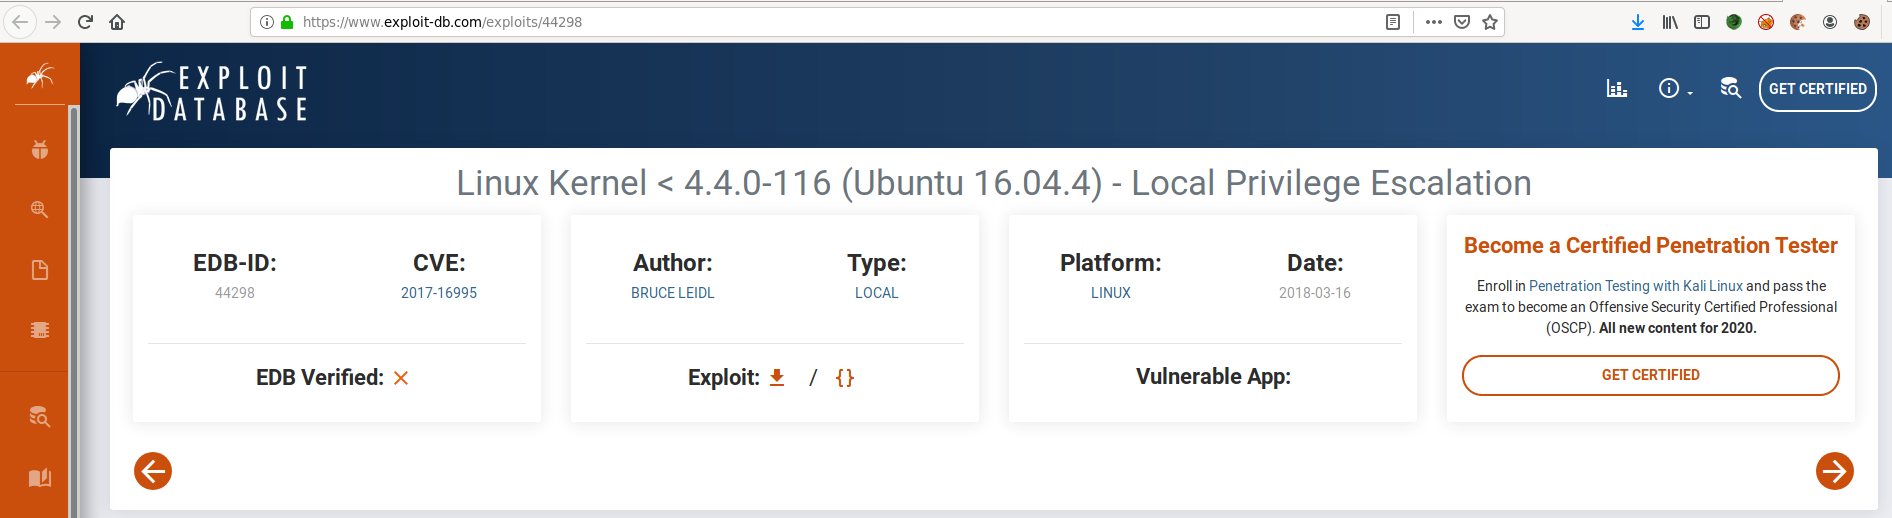 https://www.exploit-db.com/exploits/44298
EXPLOIT
DATABASE
GET CERTIFIED
Linux Kernel < 4.4.0-116 (Ubuntu 16.04.4) - Local Privilege Escalation
EDB-ID:
44298
CVE:
2017-16995
EDB Verified:
Author:
BRUCE LEIDL
Type:
LOCAL
Exploit: / {}
Platform:
LINUX
Date:
2018-03-16
Vulnerable App:
Become a Certified Penetration Tester
Enroll in Penetration Testing with Kali Linux and pass the
exam to become an Offensive Security Certified Professional
(OSCP). All new content for 2020.
GET CERTIFIED